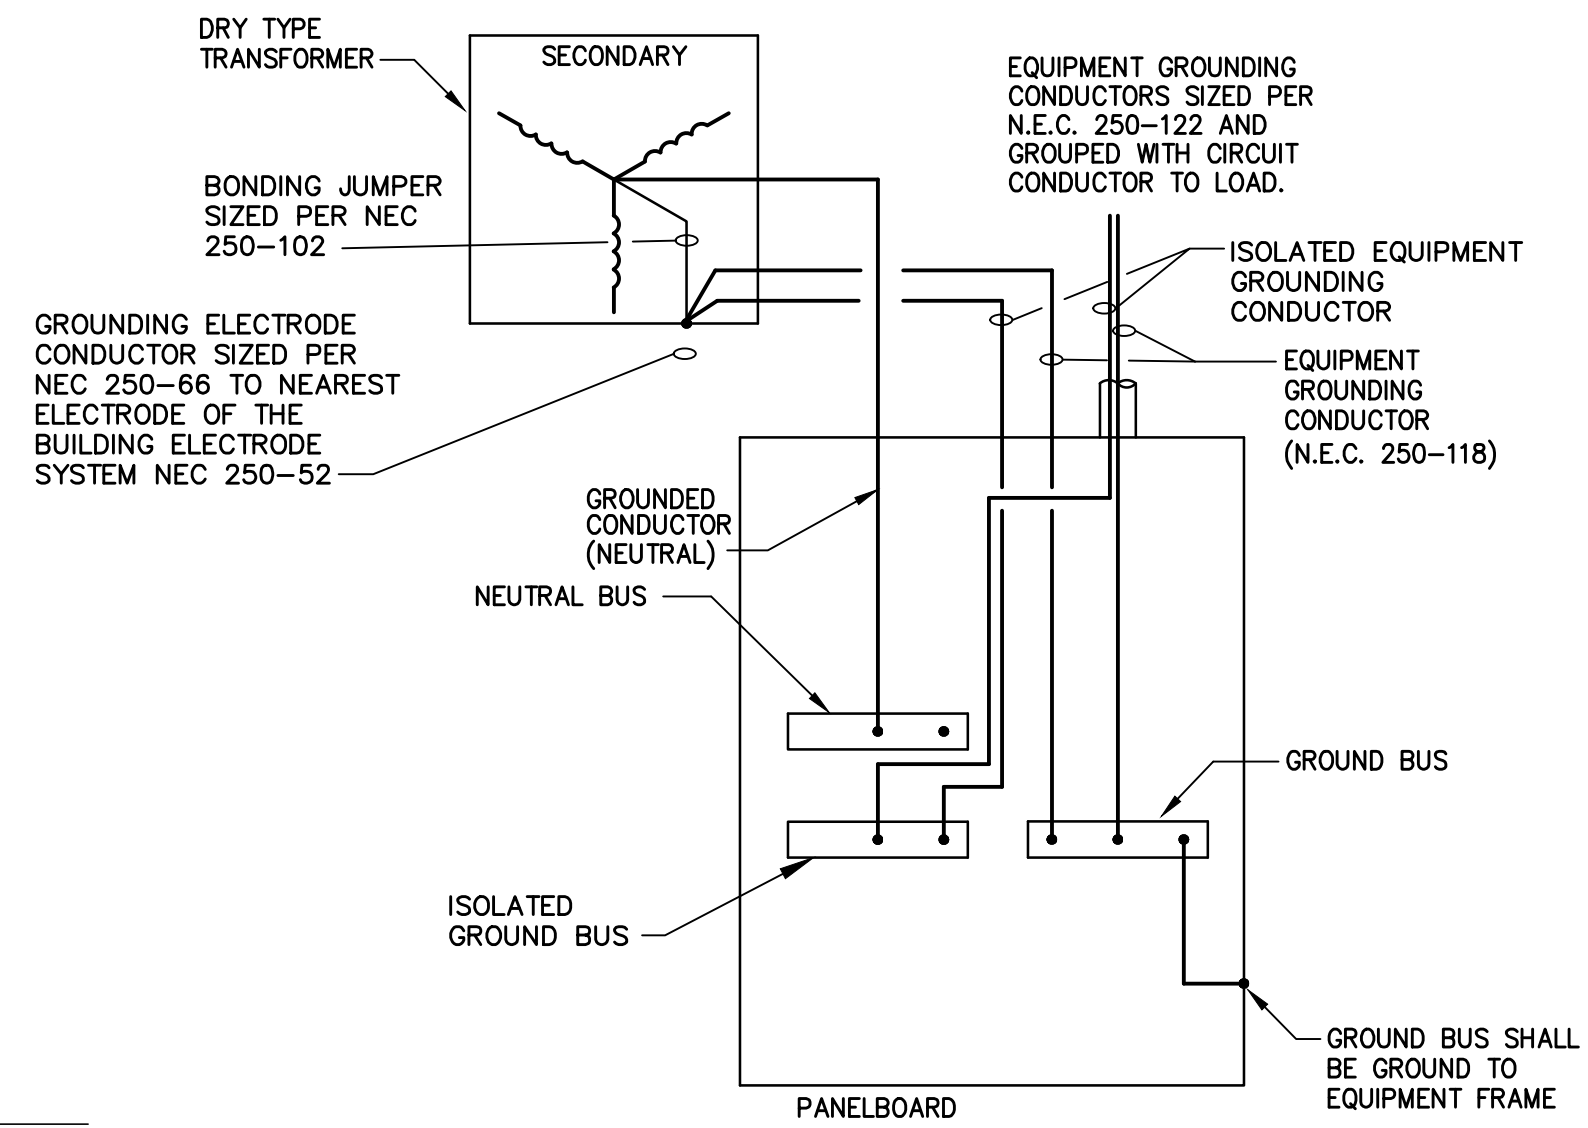 DRY TYPE
TRANSFORMER
SECONDARY
EQUIPMENT GROUNDING
CONDUCTORS SIZED PER
N.E.C. 250-122 AND
GROUPED WITH CIRCUIT
CONDUCTOR TO LOAD.
BONDING JUMPER
SIZED PER NEC
250-102
ISOLATED EQUIPMENT
GROUNDING
CONDUCTOR
GROUNDING ELECTRODE
CONDUCTOR SIZED PER
NEC 250-66 TO NEAREST
ELECTRODE OF THE
BUILDING ELECTRODE
SYSTEM NEC 250-52
EQUIPMENT
GROUNDING
CONDUCTOR
(N.E.C. 250-118)
GROUNDED
CONDUCTOR
(NEUTRAL)
NEUTRAL BUS
GROUND BUS
ISOLATED
GROUND BUS
GROUND BUS SHALL
BE GROUND TO
EQUIPMENT FRAME
PANELBOARD